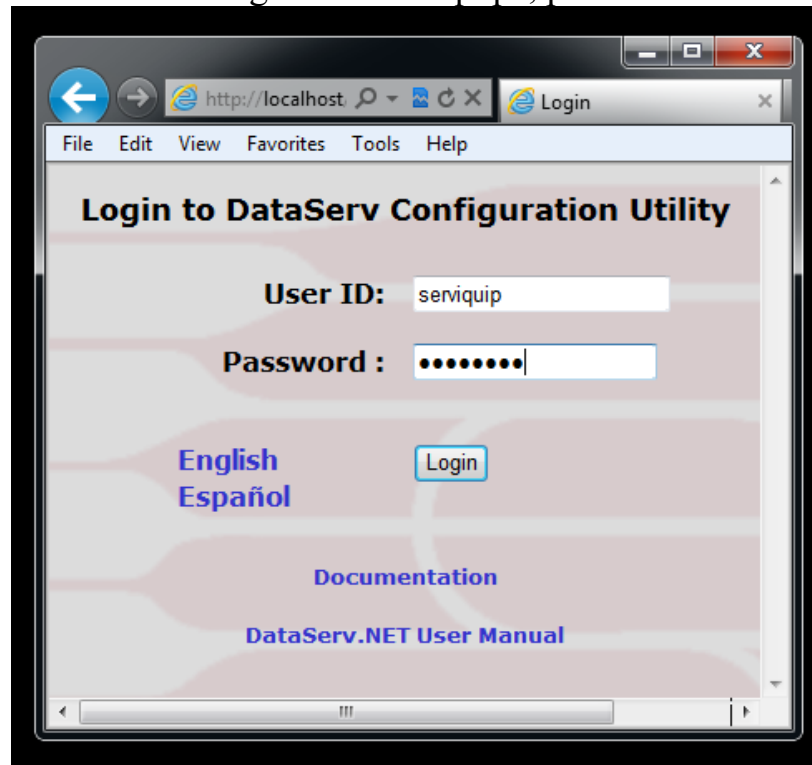 http://localhost
Login
File Edit View Favorites Tools Help
Login to DataServ Configuration Utility
User ID: serviquip
Password : ••••••••
English
Login
Español
Documentation
DataServ.NET User Manual